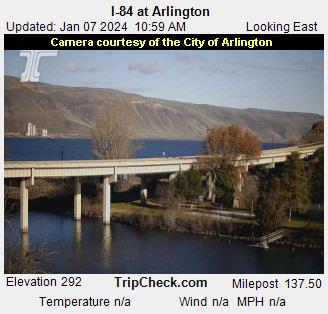 I-84 at Arlington
Updated: Jan 07 2024 10:59 AM Looking East
Camera courtesy of the City of Arlington
Elevation 292 TripCheck.com Milepost 137.50
Temperature n/a Wind n/a MPH n/a